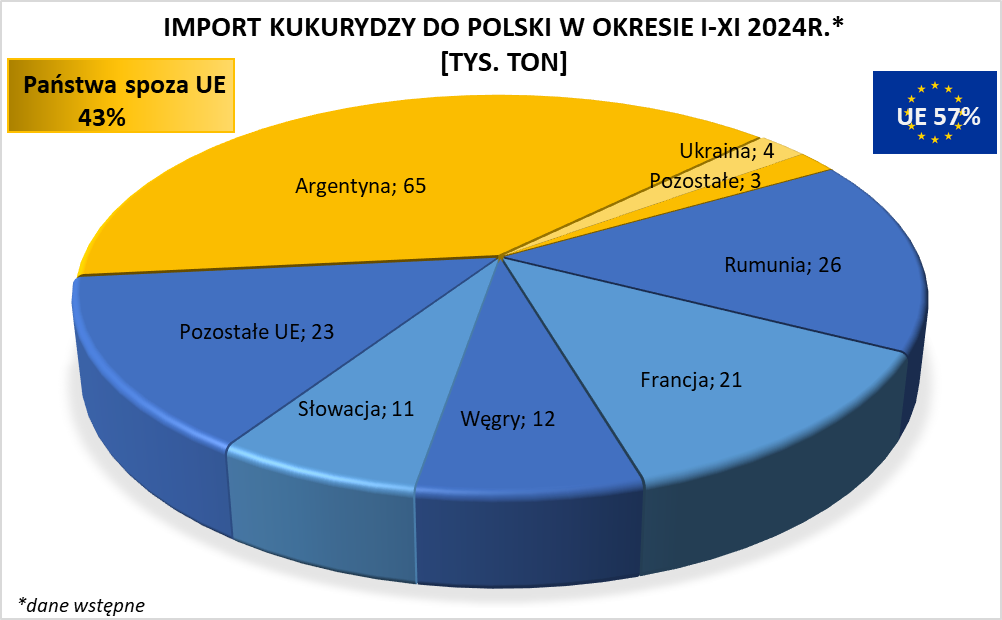 IMPORT KUKURYDZY DO POLSKI W OKRESIE I-XI 2024R.*
[TYS. TON]
Państwa spoza UE
43%
UE 57%
Ukraina; 4
Pozostałe; 3
Argentyna; 65
Rumunia; 26
Pozostałe UE; 23
Francja; 21
Słowacja; 11
Węgry; 12
*dane wstępne